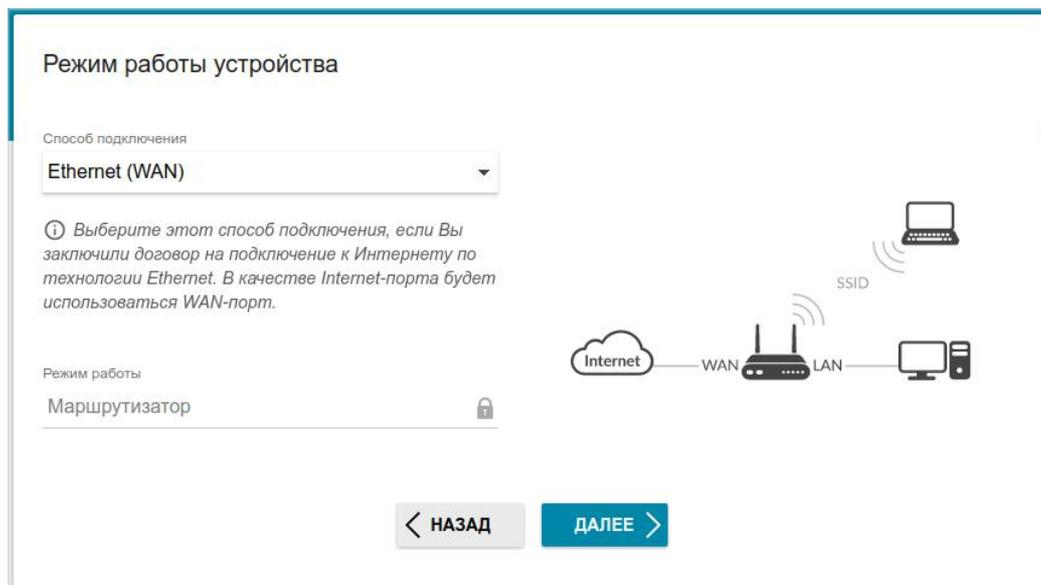 Режим работы устройства
Способ подключения
Ethernet (WAN)
Выберите этот способ подключения, если Вы
заключили договор на подключение к Интернету по
технологии Ethernet. В качестве Internet-порта будет
использоваться WAN-порт.
SSID
Internet
WAN
LAN
Режим работы
Маршрутизатор
НАЗАД
ДАЛЕЕ